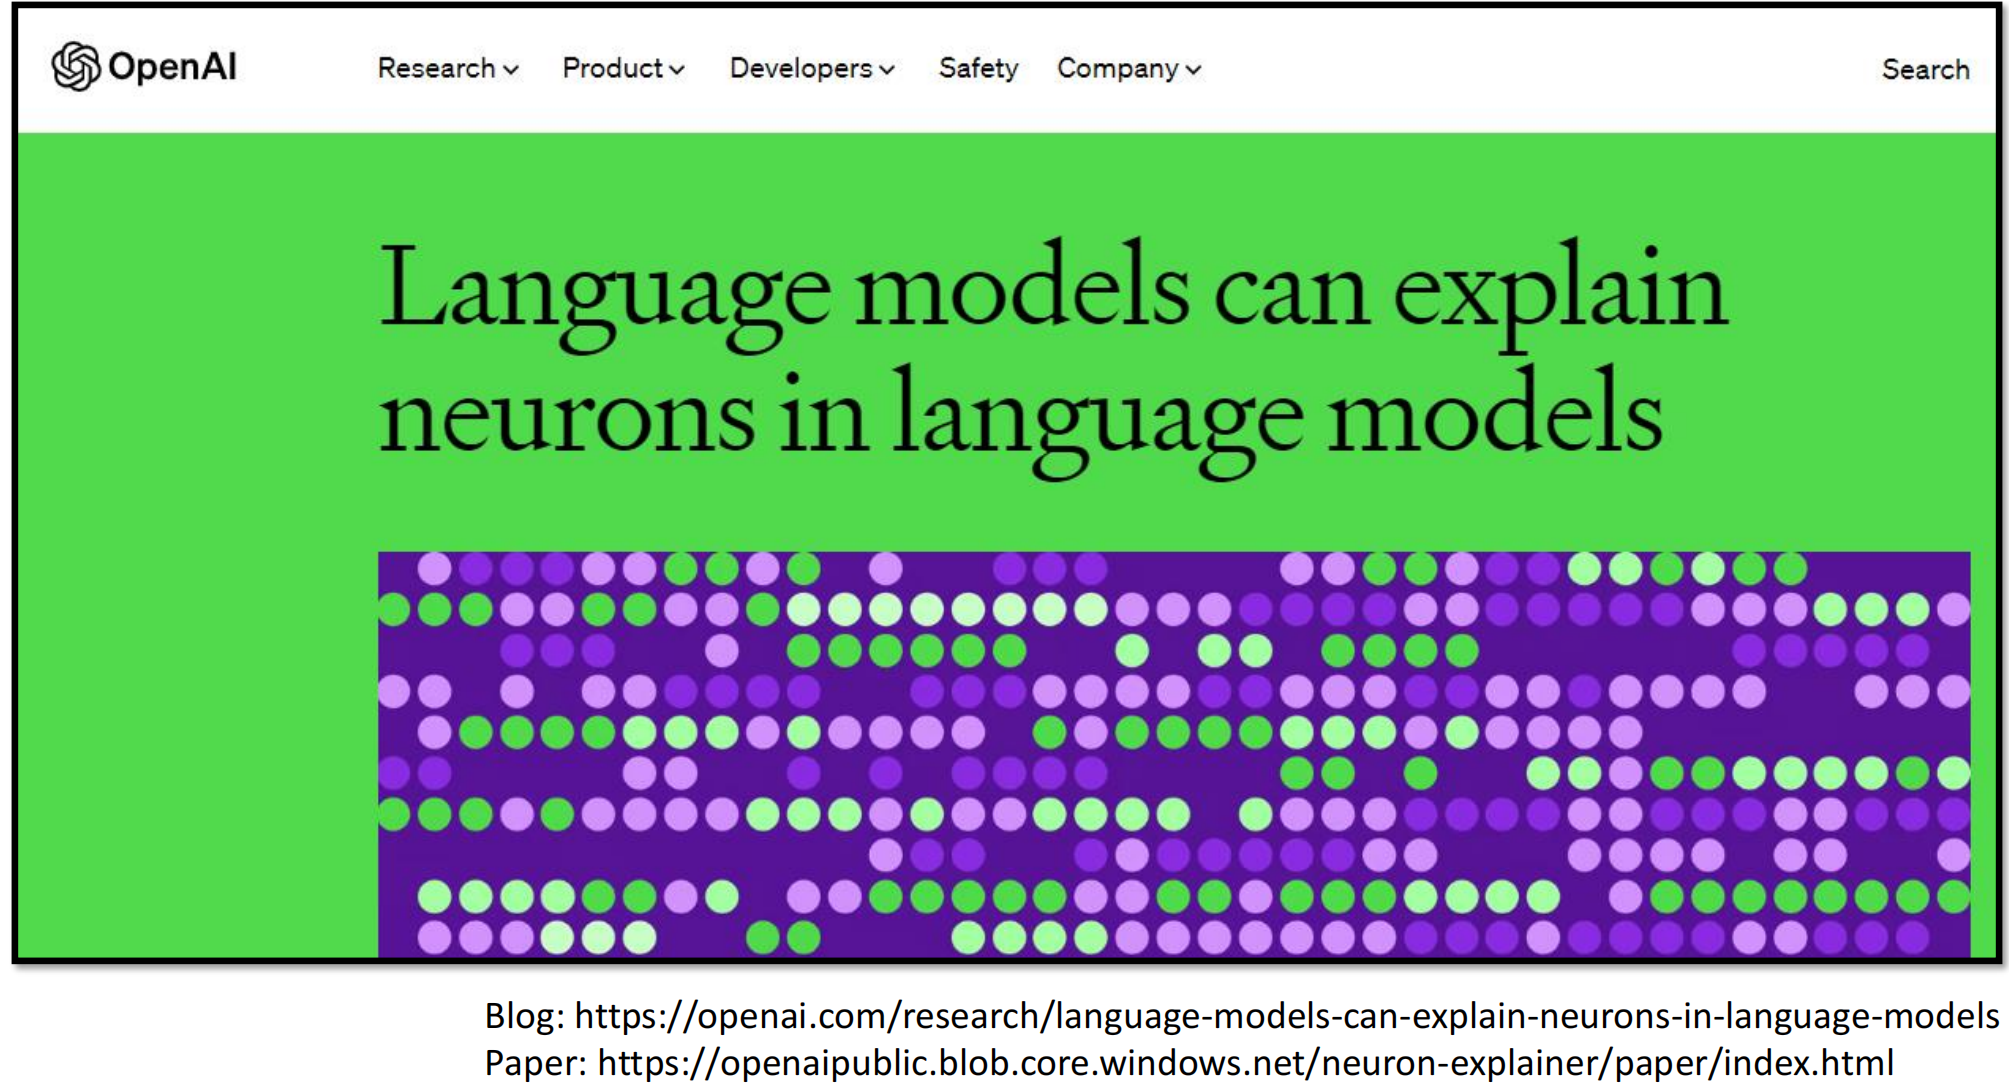 OpenAI Research Product Developers Safety Company Search
Language models can explain
neurons in language models
Blog: https://openai.com/research/language-models-can-explain-neurons-in-language-models
Paper: https://openaipublic.blob.core.windows.net/neuron-explainer/paper/index.html